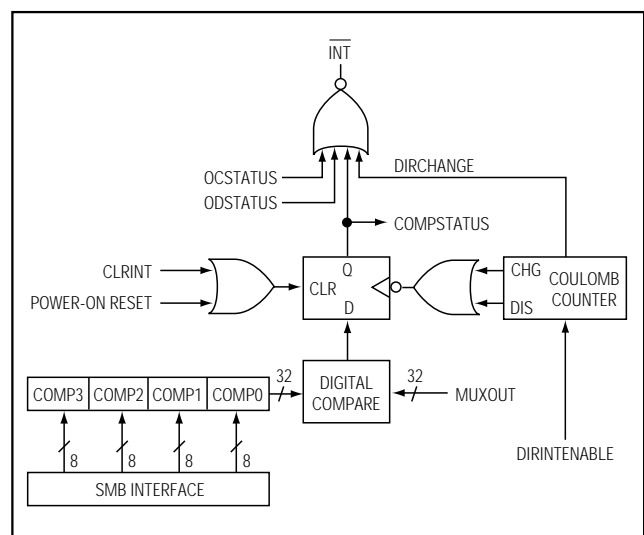 INT
DIRCHANGE
OCSTATUS
ODSTATUS
COMPSTATUS
CLRINT
POWER-ON RESET
Q
CLR
D
CHG
DIS
COULOMB
COUNTER
COMP3 COMP2 COMP1 COMP0
32
DIGITAL
COMPARE
32
MUXOUT
DIRINTENABLE
8 8 8 8
SMB INTERFACE